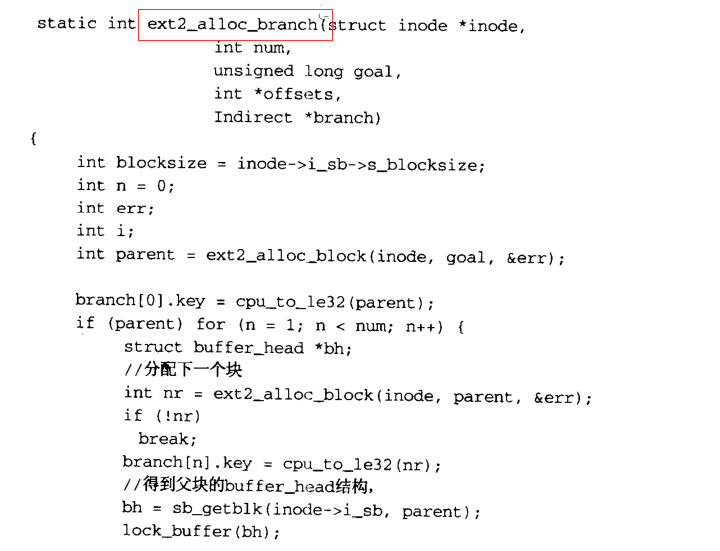 static int ext2_alloc_branch(struct inode *inode,
int num,
unsigned long goal,
int *offsets,
Indirect *branch)
{
int blocksize = inode->i_sb->s_blocksize;
int n = 0;
int err;
int i;
int parent = ext2_alloc_block(inode, goal, &err);
branch[0].key = cpu_to_le32(parent);
if (parent) for (n = 1; n < num; n++) {
struct buffer_head *bh;
//分配下一个块
int nr = ext2_alloc_block(inode, parent, &err);
if (!nr)
break;
branch[n].key = cpu_to_le32(nr);
//得到父块的buffer_head结构,
bh = sb_getblk(inode->i_sb, parent);
lock_buffer(bh);